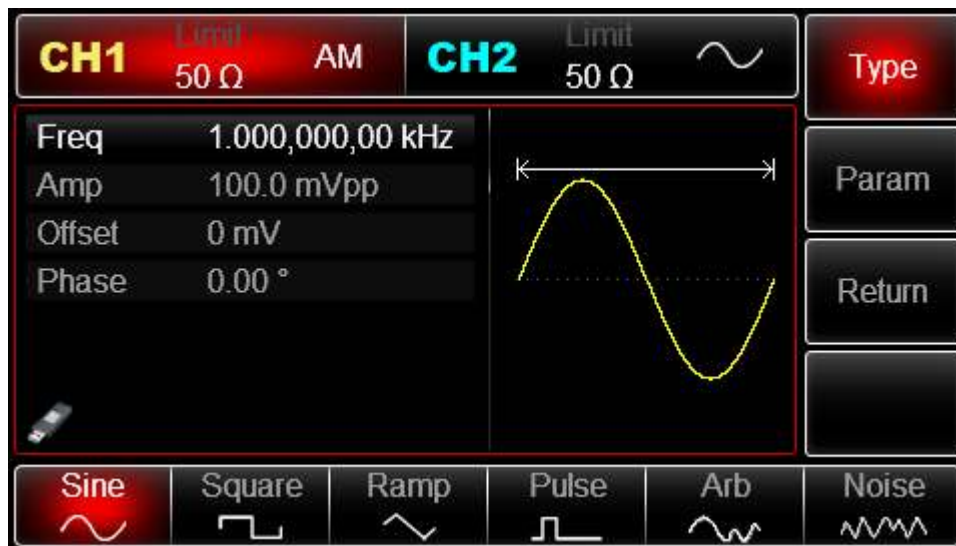 CH1 Limit 50 Ω AM CH2 Limit 50 Ω
Type
Freq 1.000,000,00 kHz
Amp 100.0 mVpp
Offset 0 mV
Phase 0.00 °
Param
Return
Sine Square Ramp Pulse Arb Noise